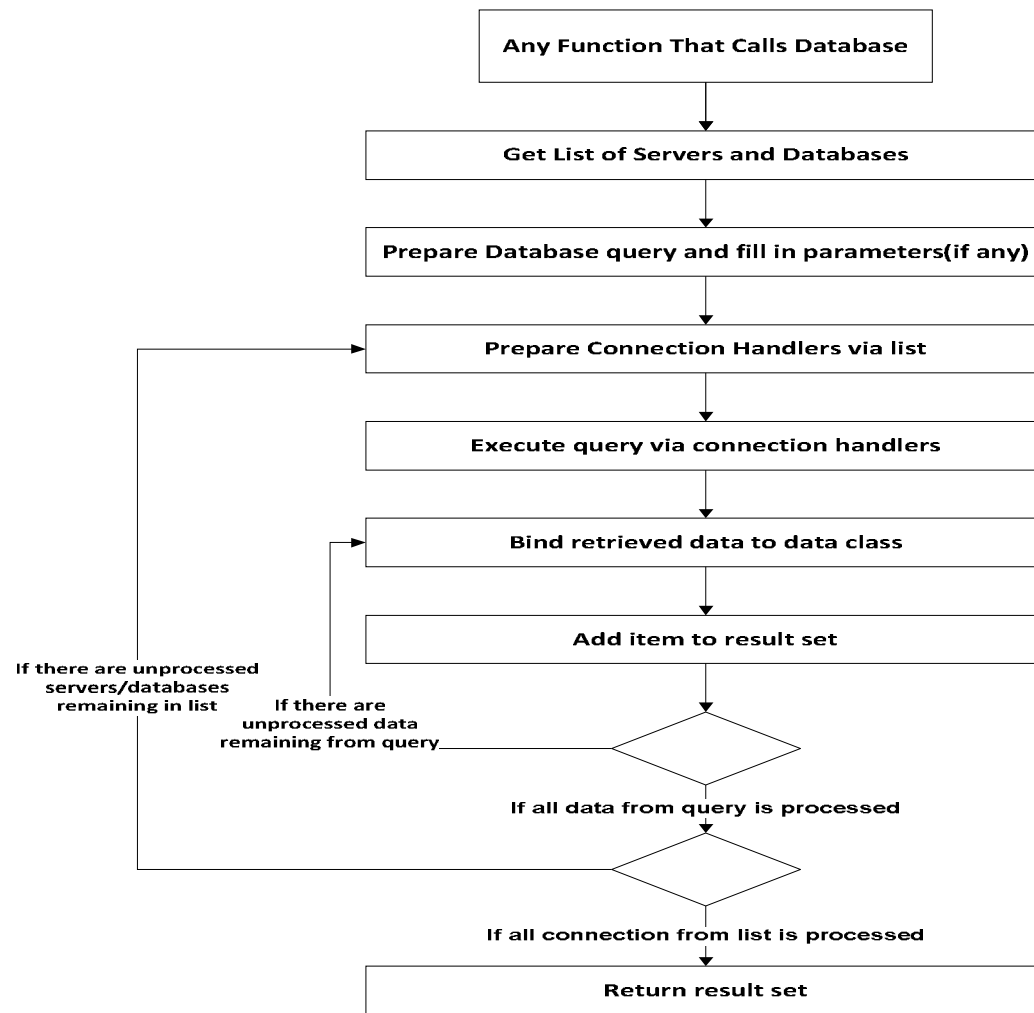 Any Function That Calls Database
Get List of Servers and Databases
Prepare Database query and fill in parameters(if any)
Prepare Connection Handlers via list
Execute query via connection handlers
Bind retrieved data to data class
Add item to result set
If there are unprocessed
servers/databases
remaining in list
If there are
unprocessed data
remaining from query
If all data from query is processed
If all connection from list is processed
Return result set